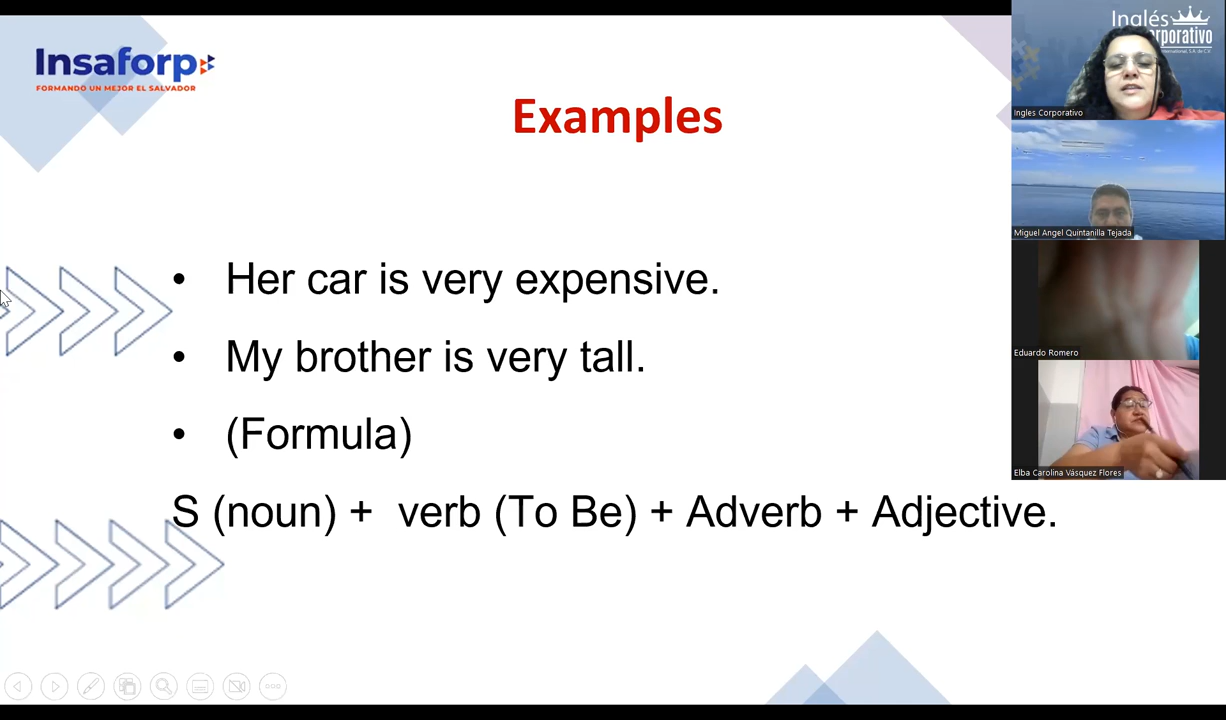 Insaforp
FORMANDO UN MEJOR EL SALVADOR
Examples
• Her car is very expensive.
• My brother is very tall.
• (Formula)
S (noun) + verb (To Be) + Adverb + Adjective.
Inglés
Ingles Corporativo
Miguel Angel Quintanilla Tejada
Eduardo Romero
Elba Carolina Vásquez Flores